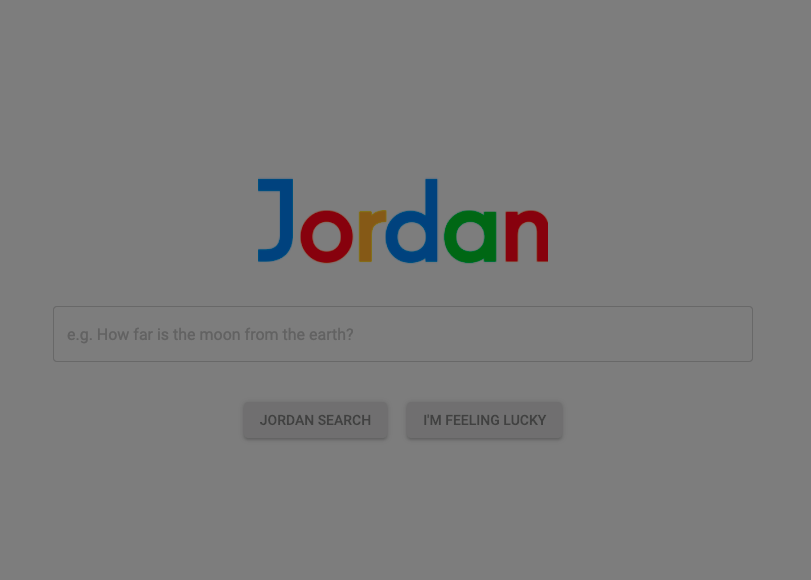 Jordan
e.g. How far is the moon from the earth?
JORDAN SEARCH
I'M FEELING LUCKY